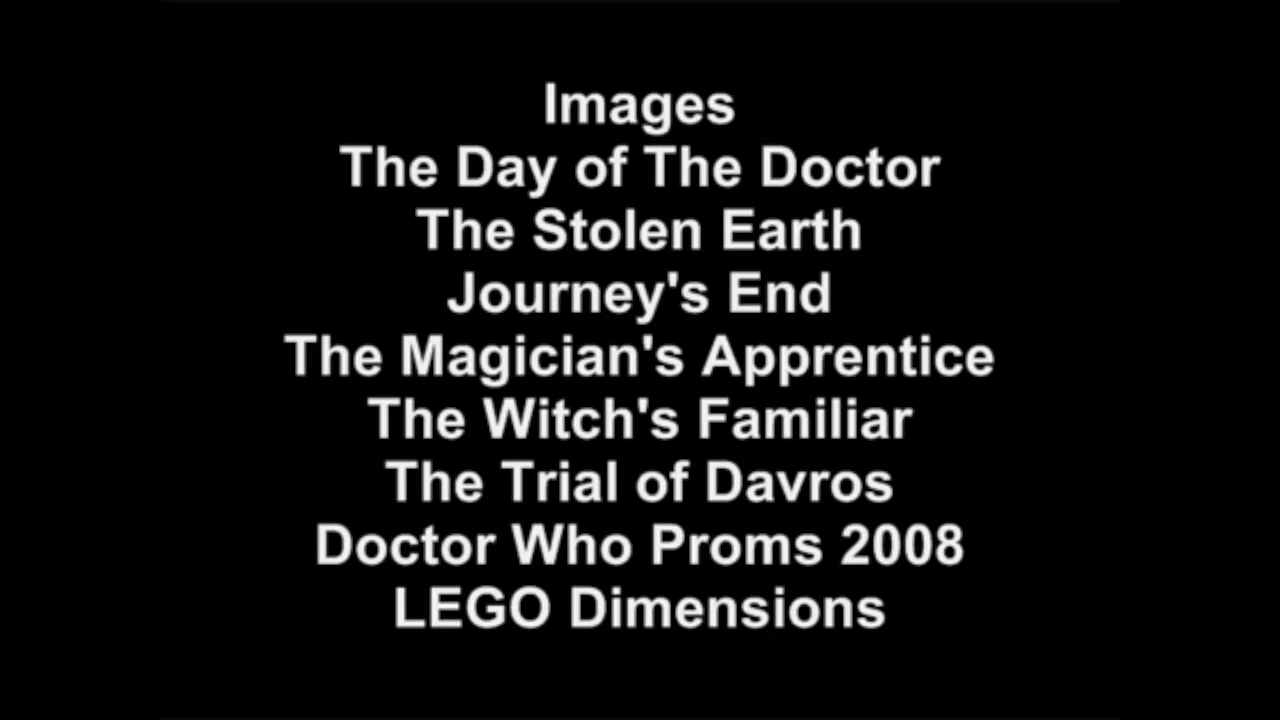 Images
The Day of The Doctor
The Stolen Earth
Journey's End
The Magician's Apprentice
The Witch's Familiar
The Trial of Davros
Doctor Who Proms 2008
LEGO Dimensions